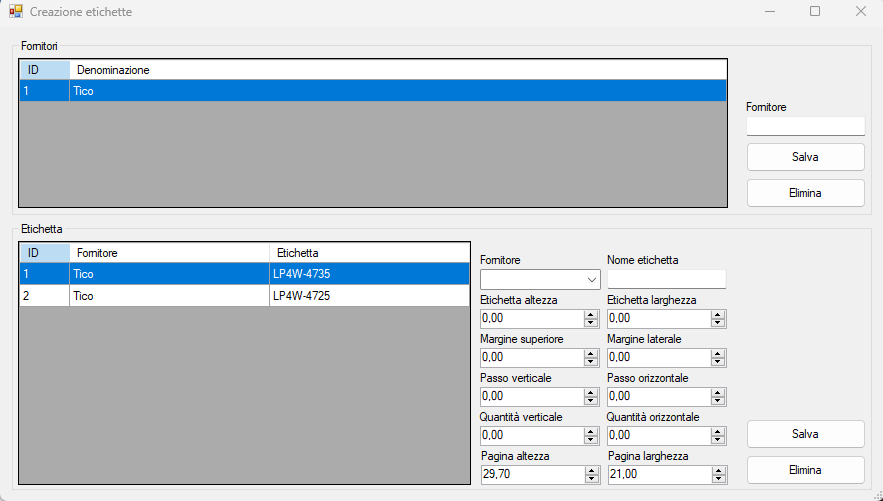 Creazione etichette
Fornitori
ID Denominazione
1 Tico
Fornitore
Salva
Elimina
Etichetta
ID Fornitore Etichetta
1 Tico LP4W-4735
2 Tico LP4W-4725
Fornitore Nome etichetta
Etichetta altezza Etichetta larghezza
0,00 0,00
Margine superiore Margine laterale
0,00 0,00
Passo verticale Passo orizzontale
0,00 0,00
Quantità verticale Quantità orizzontale
0,00 0,00
Pagina altezza Pagina larghezza
29,70 21,00
Salva
Elimina